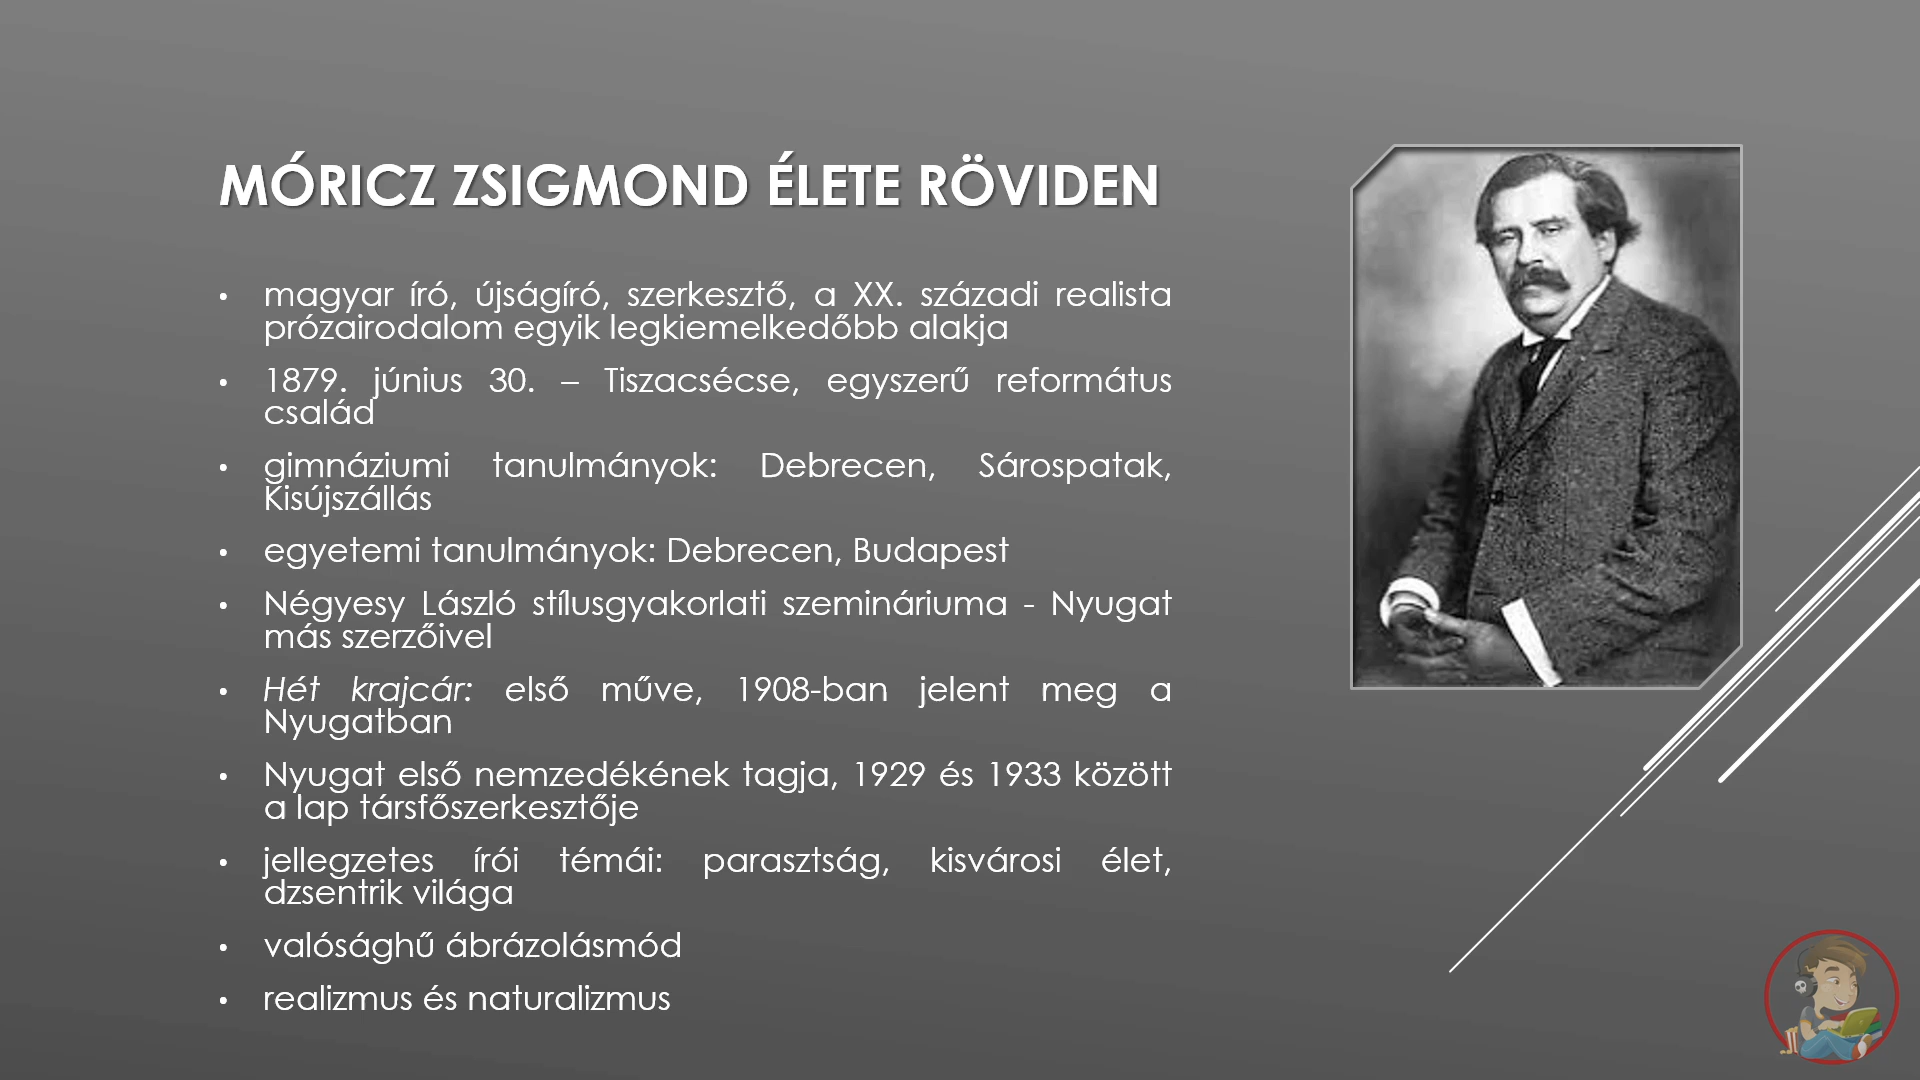 MÓRICZ ZSIGMOND ÉLETE RÖVIDEN
• magyar író, újságíró, szerkesztő, a XX. századi realista
prózairodalom egyik legkiemelkedőbb alakja
• 1879. június 30. – Tiszacsécse, egyszerű református
család
• gimnáziumi tanulmányok: Debrecen, Sárospatak,
Kisújszállás
• egyetemi tanulmányok: Debrecen, Budapest
• Négyesy László stílusgyakorlati szemináriuma - Nyugat
más szerzőivel
• Hét krajcár: első műve, 1908-ban jelent meg a
Nyugatban
• Nyugat első nemzedékének tagja, 1929 és 1933 között
a lap társfőszerkesztője
• jellegzetes írói témái: parasztság, kisvárosi élet,
dzsentrik világa
• valósághű ábrázolásmód
• realizmus és naturalizmus